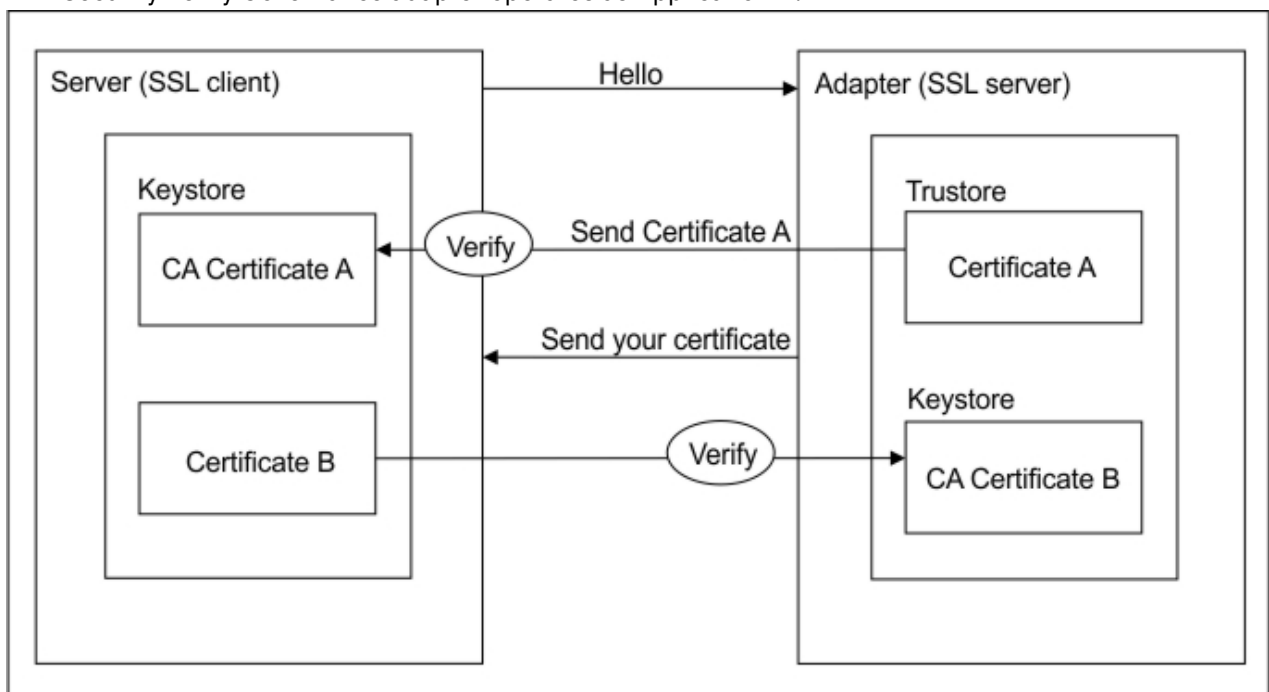 Server (SSL client)
Hello
Adapter (SSL server)
Keystore
CA Certificate A
Verify
Send Certificate A
Trustore
Certificate A
Send your certificate
Certificate B
Verify
Keystore
CA Certificate B